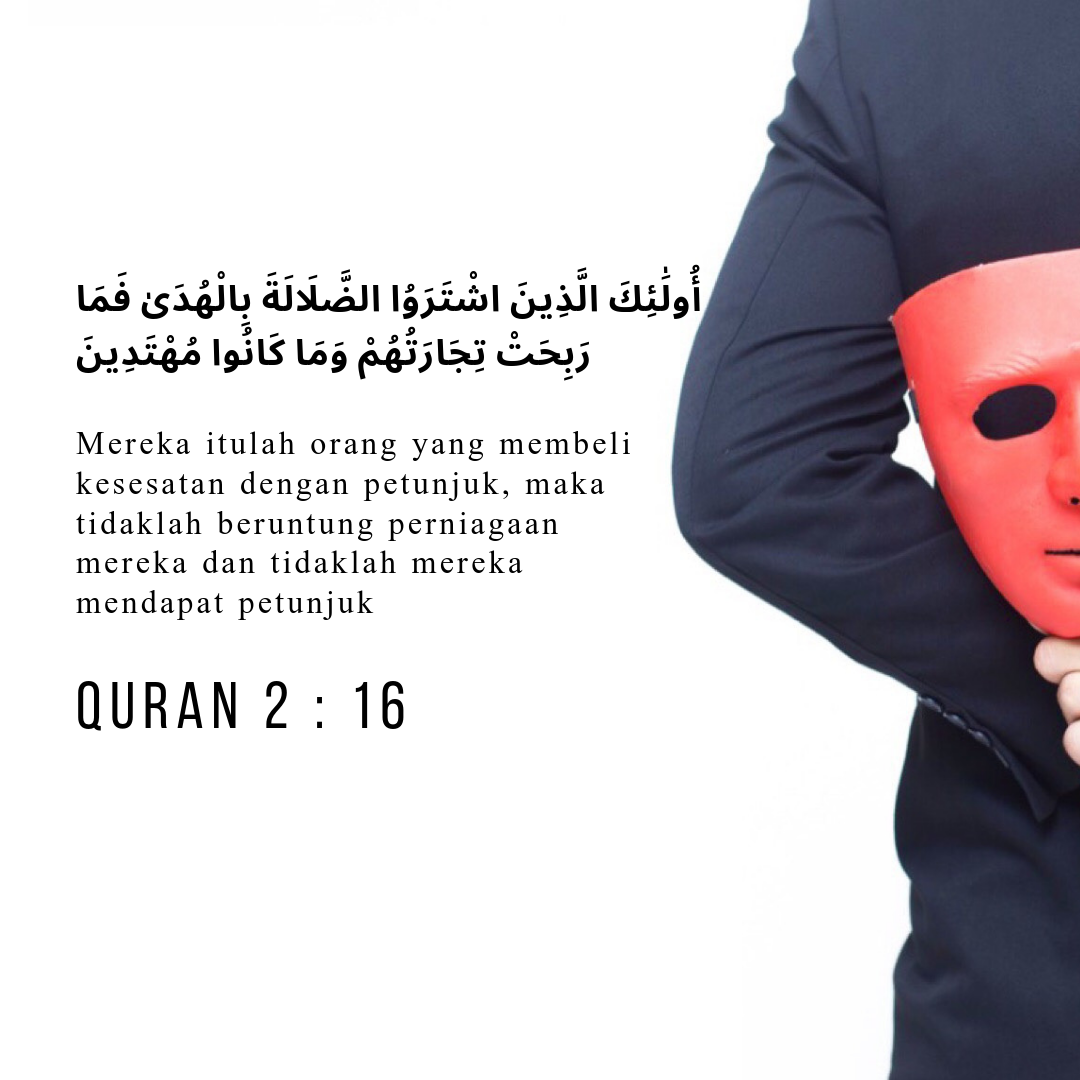 أُولَٰئِكَ الَّذِينَ اشْتَرَوُا الضَّلَالَةَ بِالْهُدَىٰ فَمَا
رَبِحَتْ تِجَارَتُهُمْ وَمَا كَانُوا مُهْتَدِينَ
Mereka itulah orang yang membeli
kesesatan dengan petunjuk, maka
tidaklah beruntung perniagaan
mereka dan tidaklah mereka
mendapat petunjuk
QURAN 2 : 16